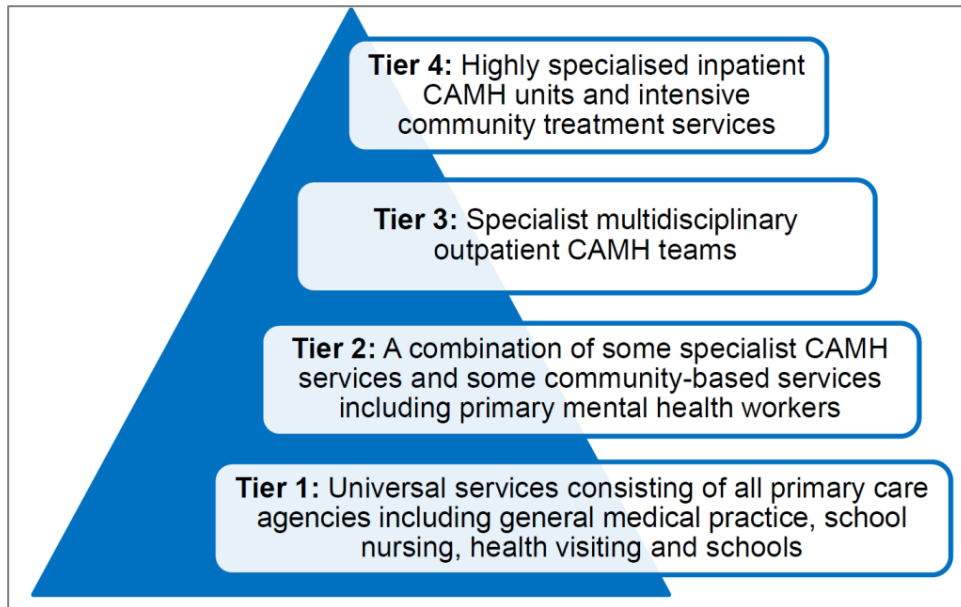 Tier 4: Highly specialised inpatient
CAMH units and intensive
community treatment services
Tier 3: Specialist multidisciplinary
outpatient CAMH teams
Tier 2: A combination of some specialist CAMH
services and some community-based services
including primary mental health workers
Tier 1: Universal services consisting of all primary care
agencies including general medical practice, school
nursing, health visiting and schools